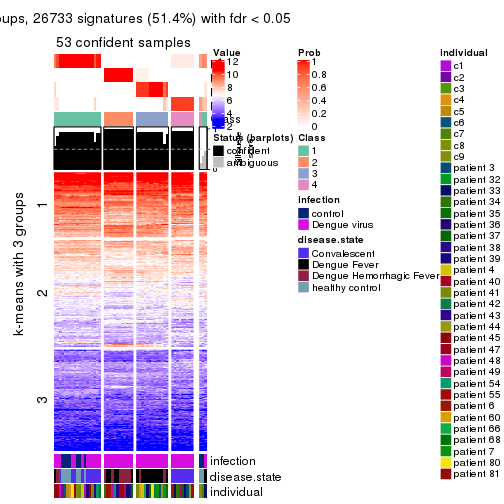 oups, 26733 signatures (51.4%) with fdr < 0.05
53 confident samples
k-means with 3 groups
1
2
3
infection
disease.state
individual
Value
12
10
8
6
4
2
Class
Status (barplots)
confident
ambiguous
1
0
Prob
1
0.8
0.6
0.4
0.2
0
Class
1
2
3
4
infection
control
Dengue virus
disease.state
Convalescent
Dengue Fever
Dengue Hemorrhagic Fever
healthy control
individual
c1
c2
c3
c4
c5
c6
c7
c8
c9
patient 3
patient 32
patient 33
patient 34
patient 35
patient 36
patient 37
patient 38
patient 39
patient 4
patient 40
patient 41
patient 42
patient 43
patient 44
patient 45
patient 47
patient 48
patient 49
patient 54
patient 55
patient 6
patient 60
patient 66
patient 68
patient 7
patient 80
patient 81